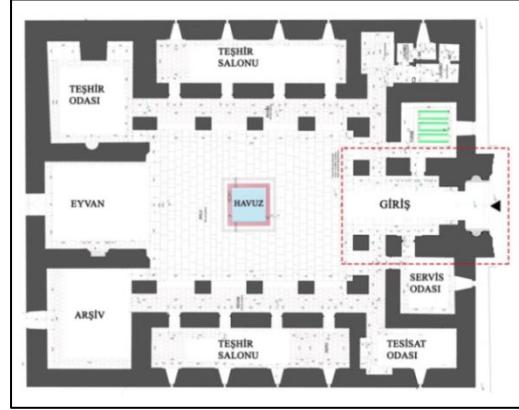 TEŞHİR
SALONU
TEŞHİR
ODASI
EYVAN
HAVUZ
GİRİŞ
ARŞİV
SERVİS
ODASI
TEŞHİR
SALONU
TESİSAT
ODASI